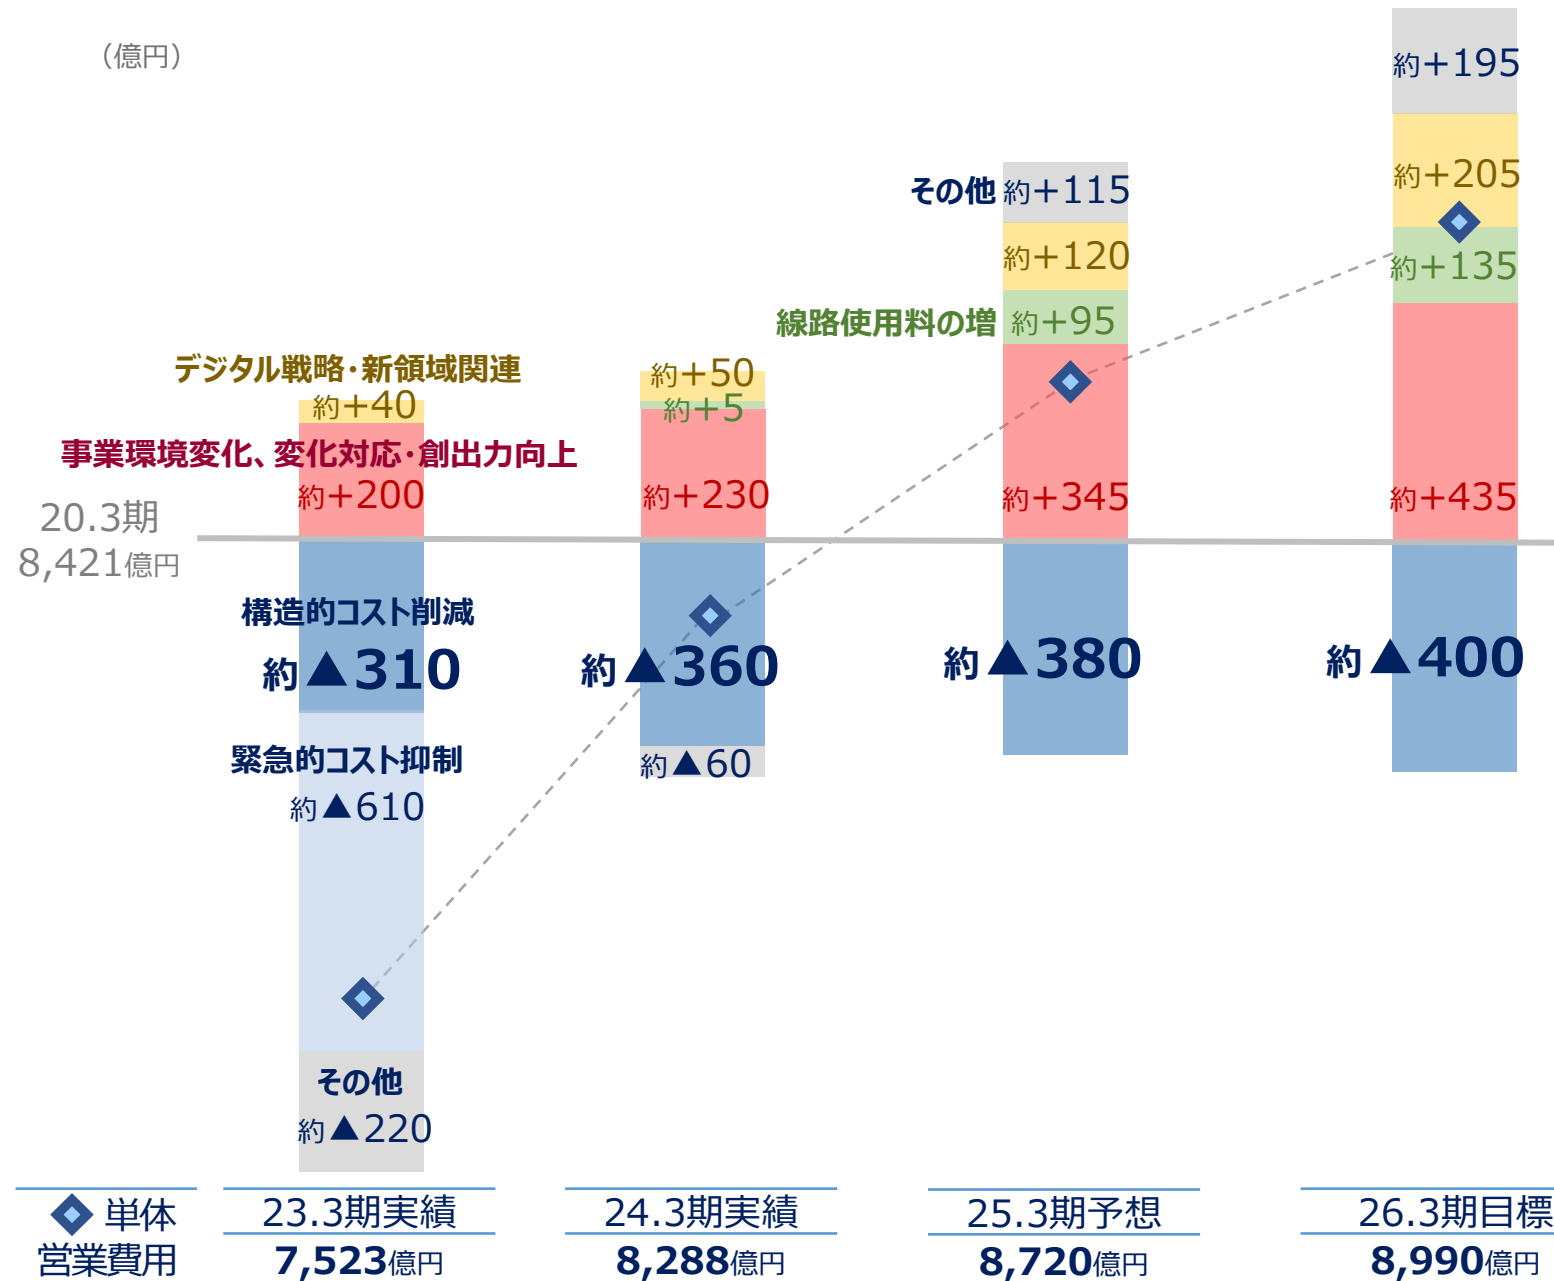 （億円）
約+195
約+205
約+135
約+435
その他 約+115
約+120
線路使用料の増 約+95
約+345
デジタル戦略・新領域関連
約+40
約+50
約+5
事業環境変化、変化対応・創出力向上
約+200
約+230
20.3期
8,421億円
構造的コスト削減
約▲310
約▲360
約▲380
約▲400
緊急的コスト抑制
約▲610
約▲60
その他
約▲220
単体
営業費用
23.3期実績
7,523億円
24.3期実績
8,288億円
25.3期予想
8,720億円
26.3期目標
8,990億円